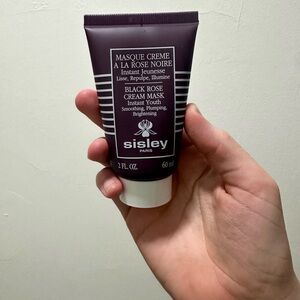 MASQUE CREME
A LA ROSE NOIRE
Instant Jeunesse
Lisse, Repulpe, Illumine
BLACK ROSE
CREAM MASK
Instant Youth
Smoothing, Plumping,
Brightening
sisley
PARIS
2 FL. OZ. 60 ml